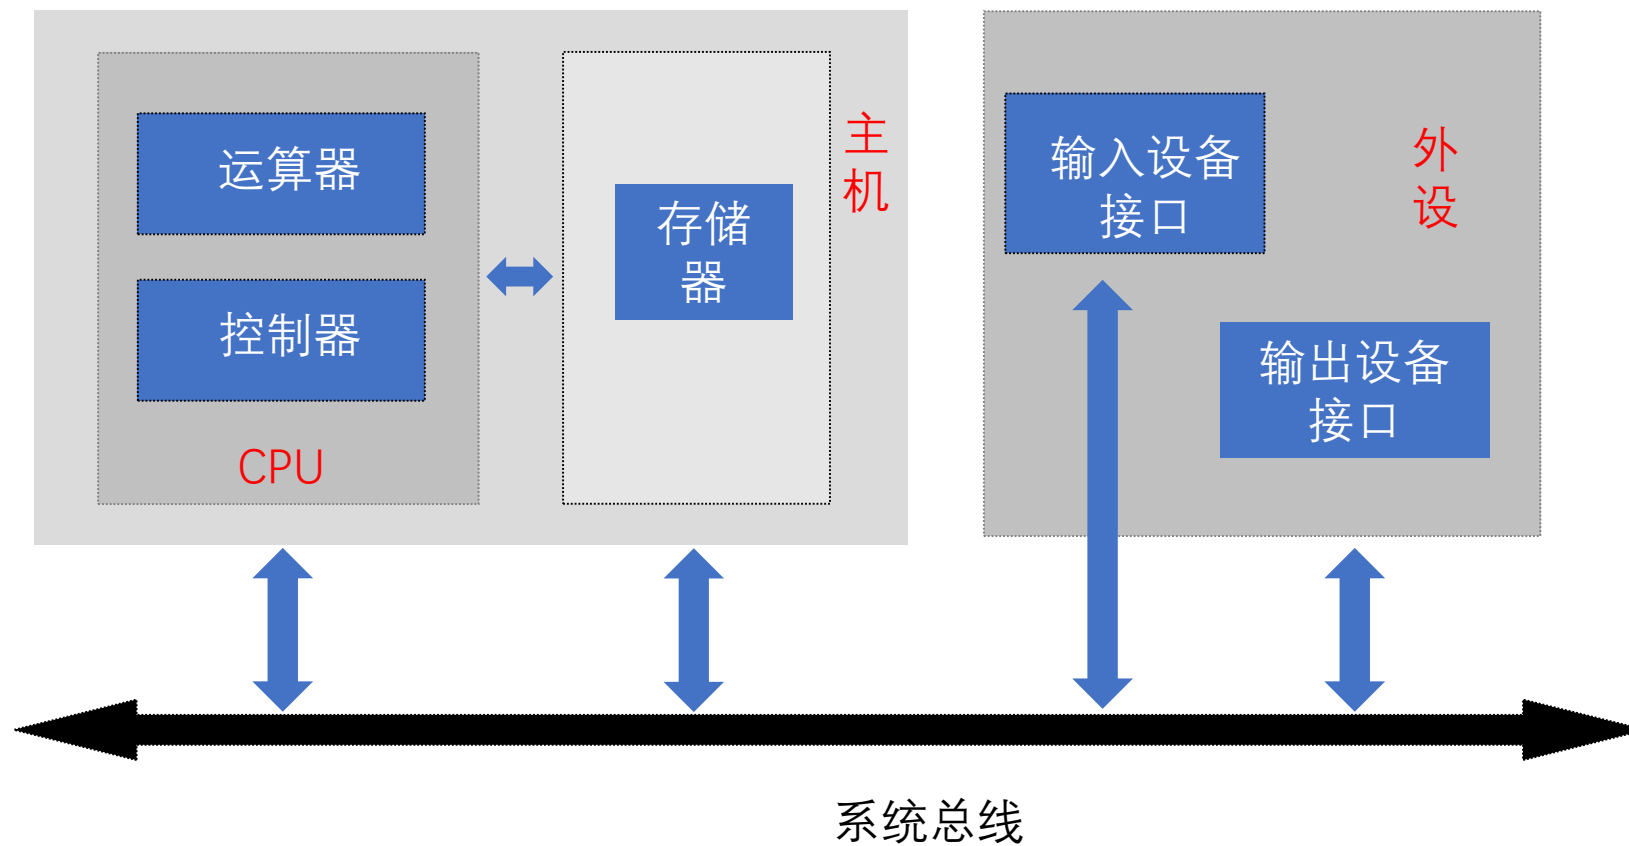 运算器
控制器
CPU
存储
器
主
机
输入设备
接口
外
设
输出设备
接口
系统总线